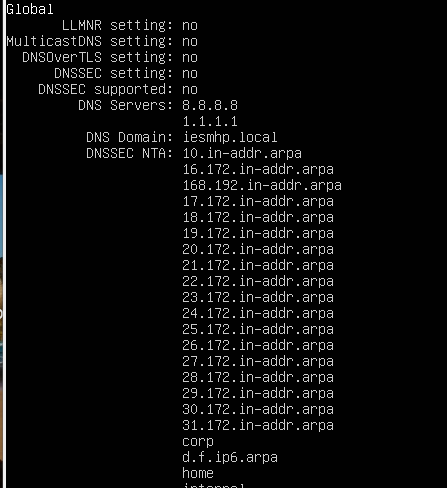 Global
LLMNR setting: no
MulticastDNS setting: no
DNSOverTLS setting: no
DNSSEC setting: no
DNSSEC supported: no
DNS Servers: 8.8.8.8
1.1.1.1
DNS Domain: iesmhp.local
DNSSEC NTA: 10.in-addr.arpa
16.172.in-addr.arpa
168.192.in-addr.arpa
17.172.in-addr.arpa
18.172.in-addr.arpa
19.172.in-addr.arpa
20.172.in-addr.arpa
21.172.in-addr.arpa
22.172.in-addr.arpa
23.172.in-addr.arpa
24.172.in-addr.arpa
25.172.in-addr.arpa
26.172.in-addr.arpa
27.172.in-addr.arpa
28.172.in-addr.arpa
29.172.in-addr.arpa
30.172.in-addr.arpa
31.172.in-addr.arpa
corp
d.f.ip6.arpa
home